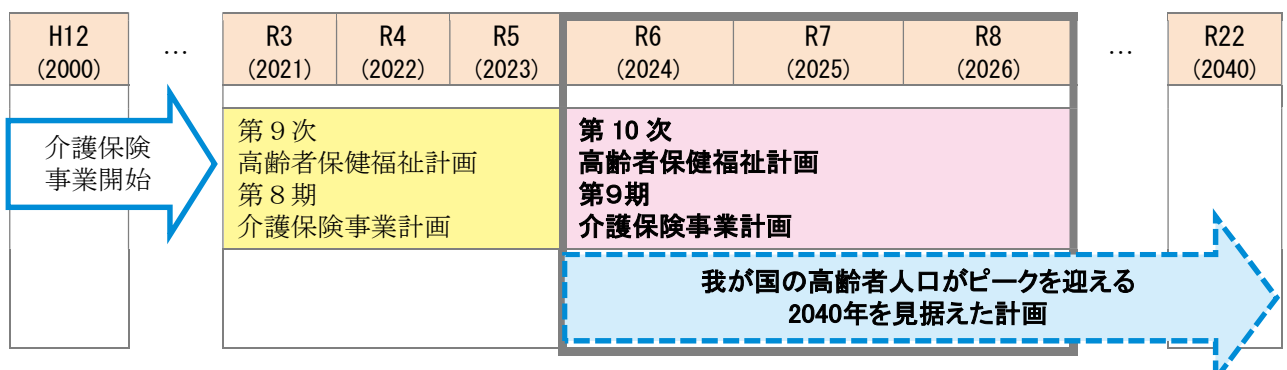 H12
(2000)
…
R3
(2021)
R4
(2022)
R5
(2023)
R6
(2024)
R7
(2025)
R8
(2026)
…
R22
(2040)
介護保険
事業開始
第９次
高齢者保健福祉計画
第８期
介護保険事業計画
第 10 次
高齢者保健福祉計画
第９期
介護保険事業計画
我が国の高齢者人口がピークを迎える
2040年を見据えた計画